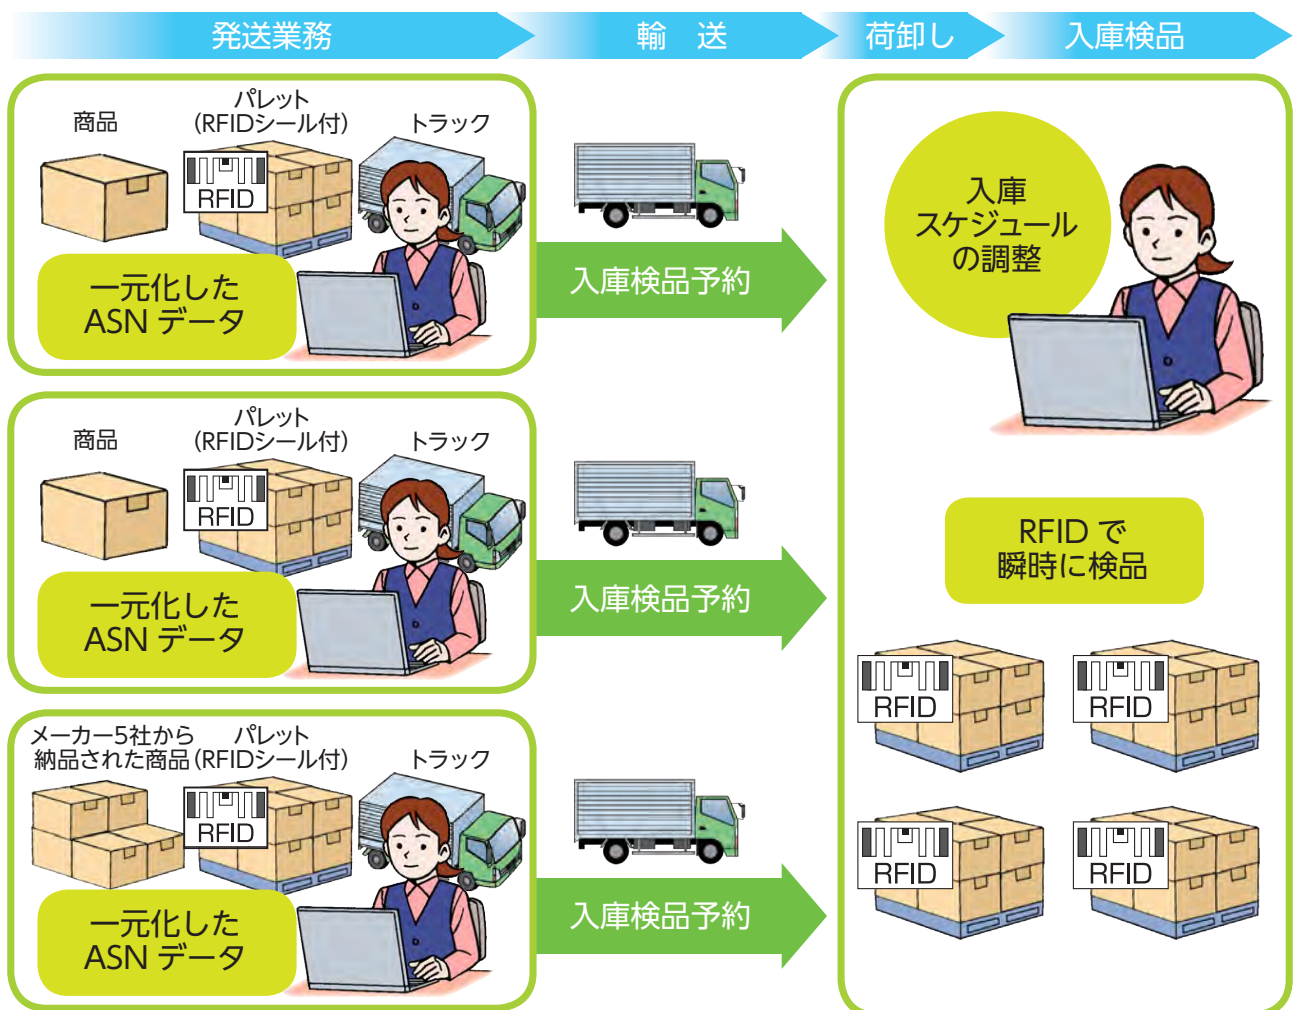 発送業務
輸 送
荷卸し
入庫検品
商品
パレット
(RFIDシール付)
トラック
RFID
一元化した
ASN データ
入庫検品予約
商品
パレット
(RFIDシール付)
トラック
RFID
一元化した
ASN データ
入庫検品予約
メーカー5社から
納品された商品
パレット
(RFIDシール付)
トラック
RFID
一元化した
ASN データ
入庫検品予約
入庫
スケジュール
の調整
RFID で
瞬時に検品
RFID
RFID
RFID
RFID